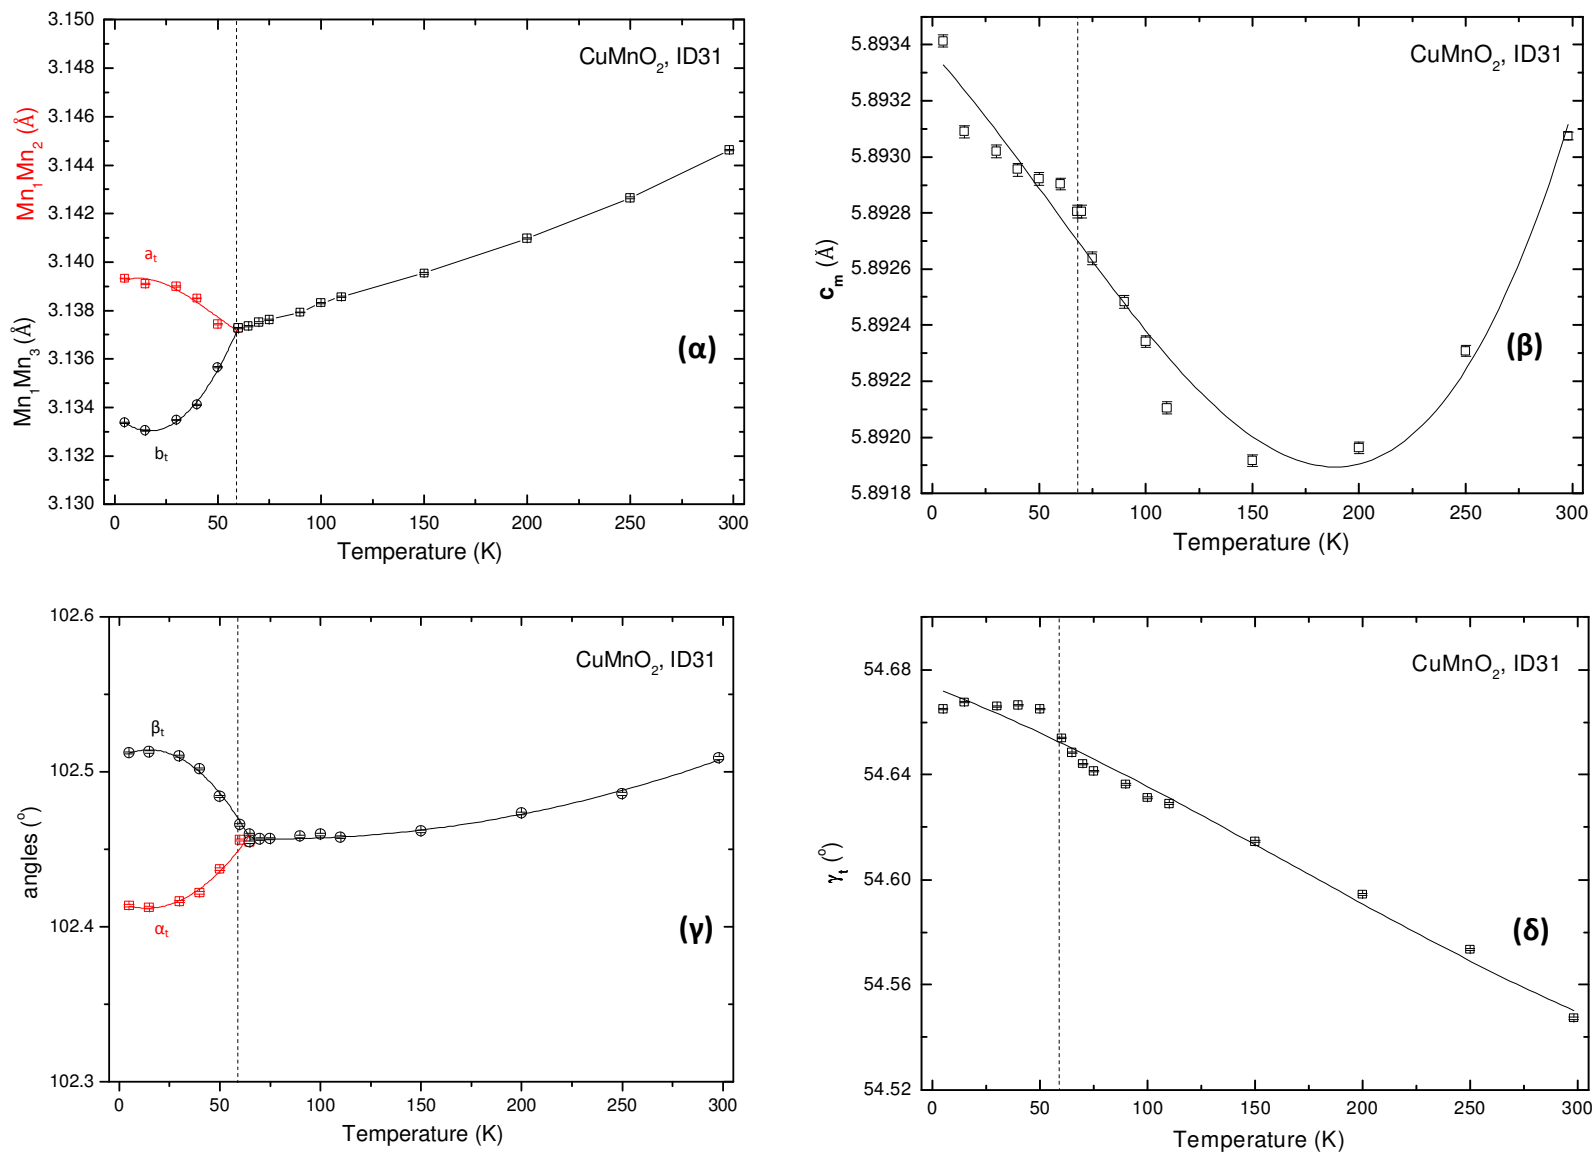 3.150
3.148
3.146
3.144
3.142
3.140
3.138
3.136
3.134
3.132
3.130
Mn₁Mn₂ (Å)
Mn₁Mn₃ (Å)
CuMnO₂, ID31
aₜ
bₜ
(α)
0 50 100 150 200 250 300
Temperature (K)
5.8934
5.8932
5.8930
5.8928
5.8926
5.8924
5.8922
5.8920
5.8918
cₘ (Å)
CuMnO₂, ID31
(β)
0 50 100 150 200 250 300
Temperature (K)
102.6
102.5
102.4
102.3
angles (°)
CuMnO₂, ID31
βₜ
αₜ
(γ)
0 50 100 150 200 250 300
Temperature (K)
54.68
54.64
54.60
54.56
54.52
γₜ (°)
CuMnO₂, ID31
(δ)
0 50 100 150 200 250 300
Temperature (K)